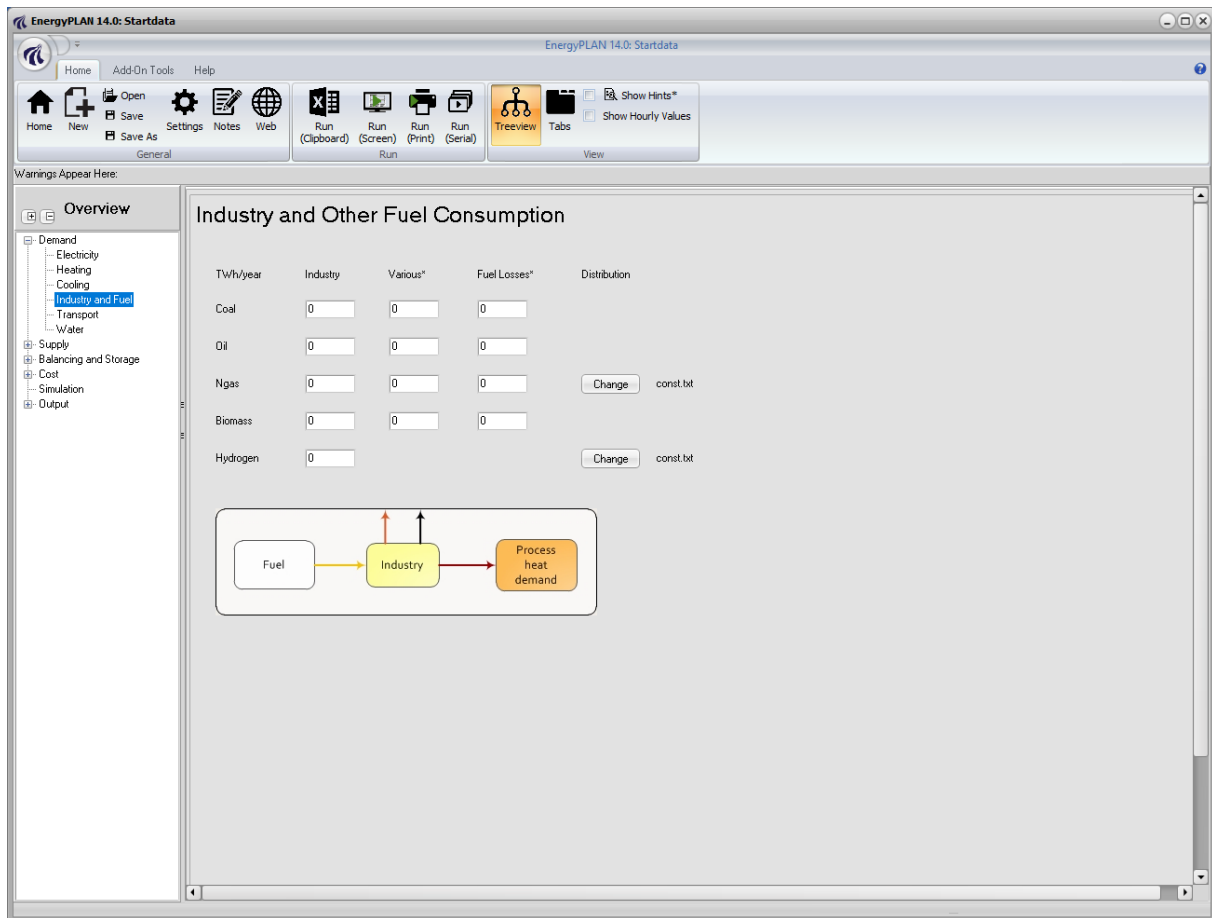 EnergyPLAN 14.0: Startdata
EnergyPLAN 14.0: Startdata
Home Add-On Tools Help
Home New Open Save Save As Settings Notes Web
General
Run (Clipboard) Run (Screen) Run (Print) Run (Serial)
Run
Treeview Tabs Show Hints* Show Hourly Values
View
Warnings Appear Here:
Overview
Demand
Electricity
Heating
Cooling
Industry and Fuel
Transport
Water
Supply
Balancing and Storage
Cost
Simulation
Output
Industry and Other Fuel Consumption
TWh/year Industry Various* Fuel Losses* Distribution
Coal 0 0 0
Oil 0 0 0
Ngas 0 0 0 Change const.txt
Biomass 0 0 0
Hydrogen 0 Change const.txt
Fuel
Industry
Process
heat
demand